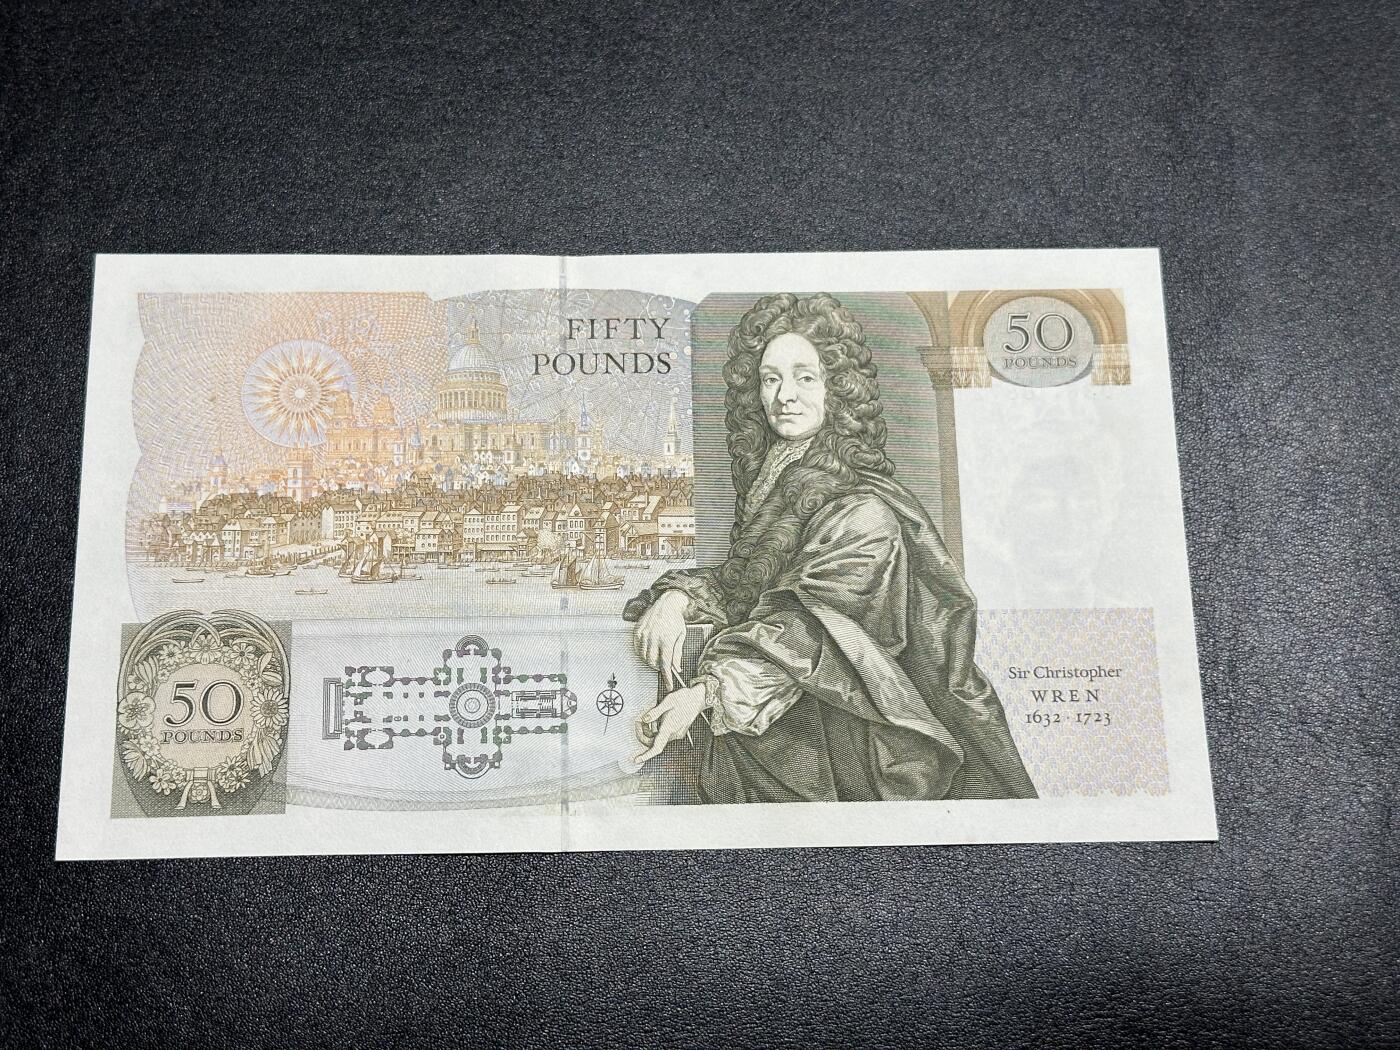 FIFTY
POUNDS
50
POUNDS
50
POUNDS
Sir Christopher
WREN
1632 · 1723